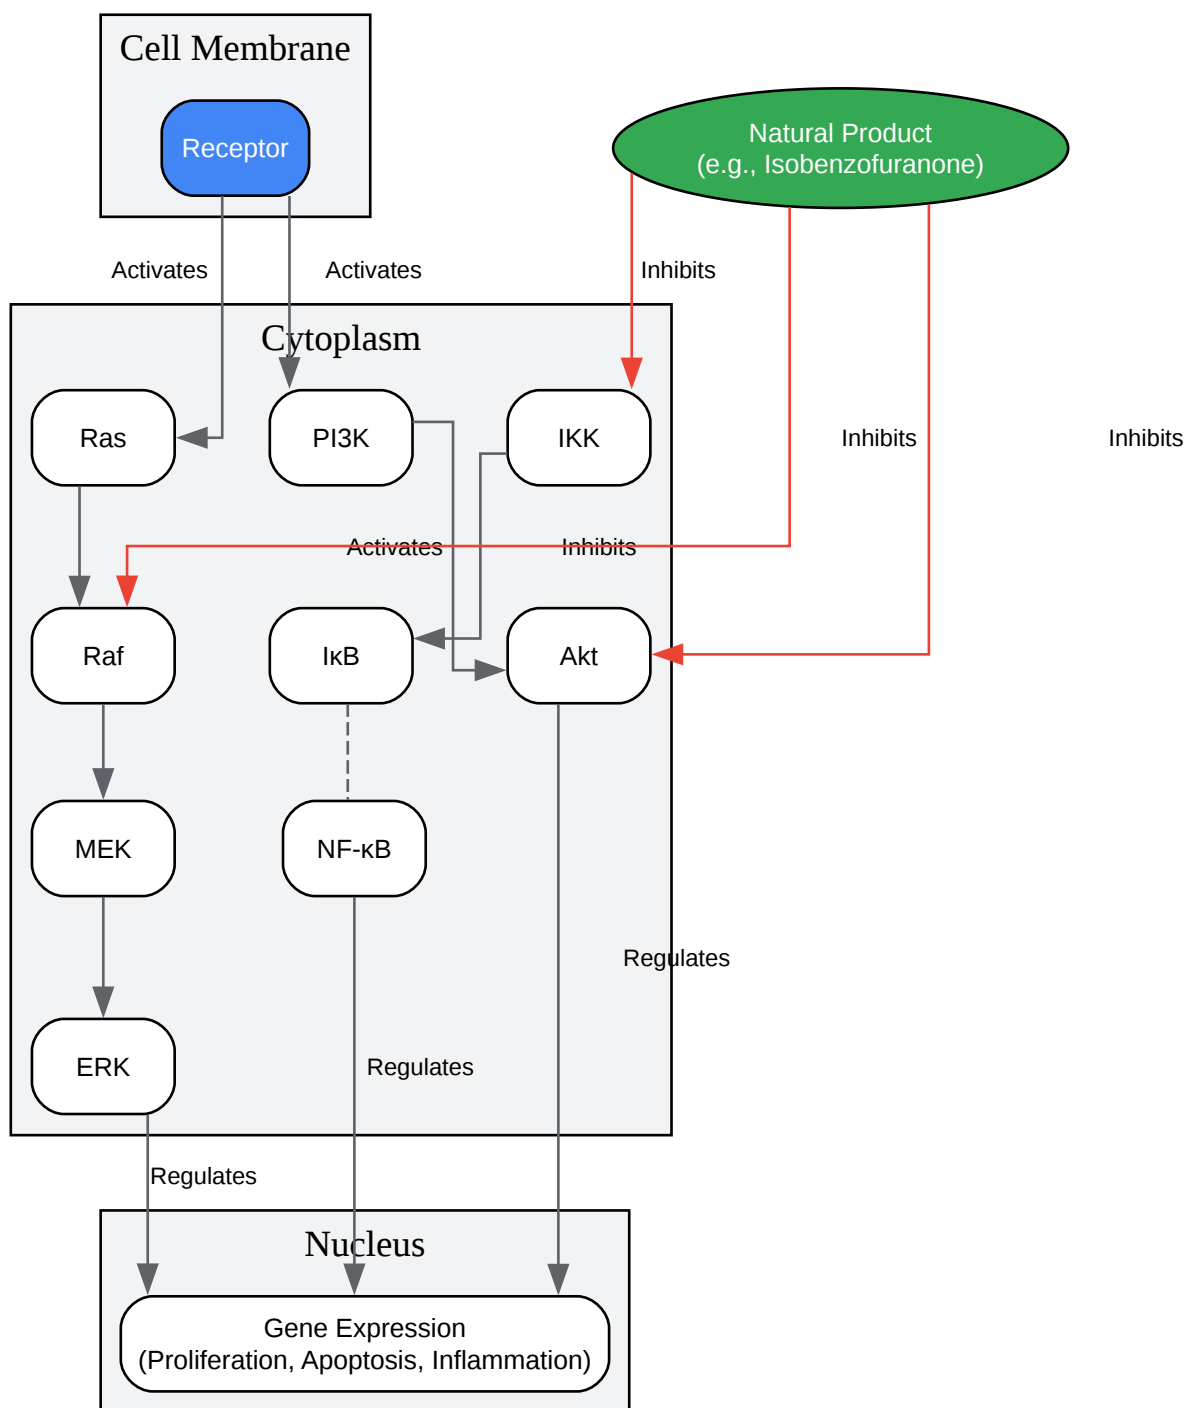 Cell Membrane
Receptor
Natural Product
(e.g., Isobenzofuranone)
Activates
Activates
Inhibits
Cytoplasm
Ras
PI3K
IKK
Inhibits
Inhibits
Activates
Inhibits
Raf
IκB
Akt
MEK
NF-κB
Regulates
ERK
Regulates
Regulates
Nucleus
Gene Expression
(Proliferation, Apoptosis, Inflammation)